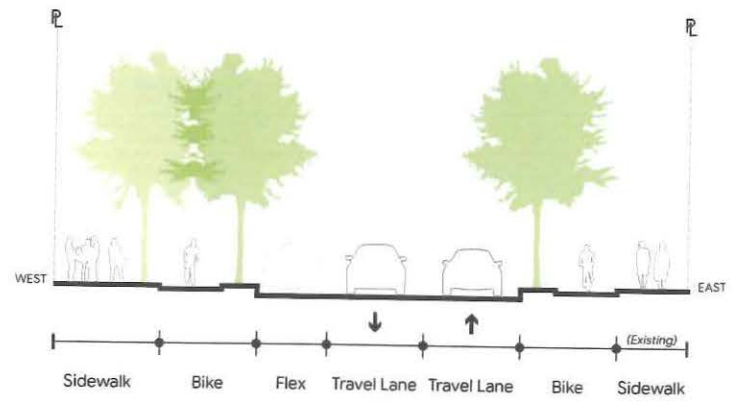 PL PL
WEST
EAST
(Existing)
Sidewalk Bike Flex Travel Lane Travel Lane Bike Sidewalk